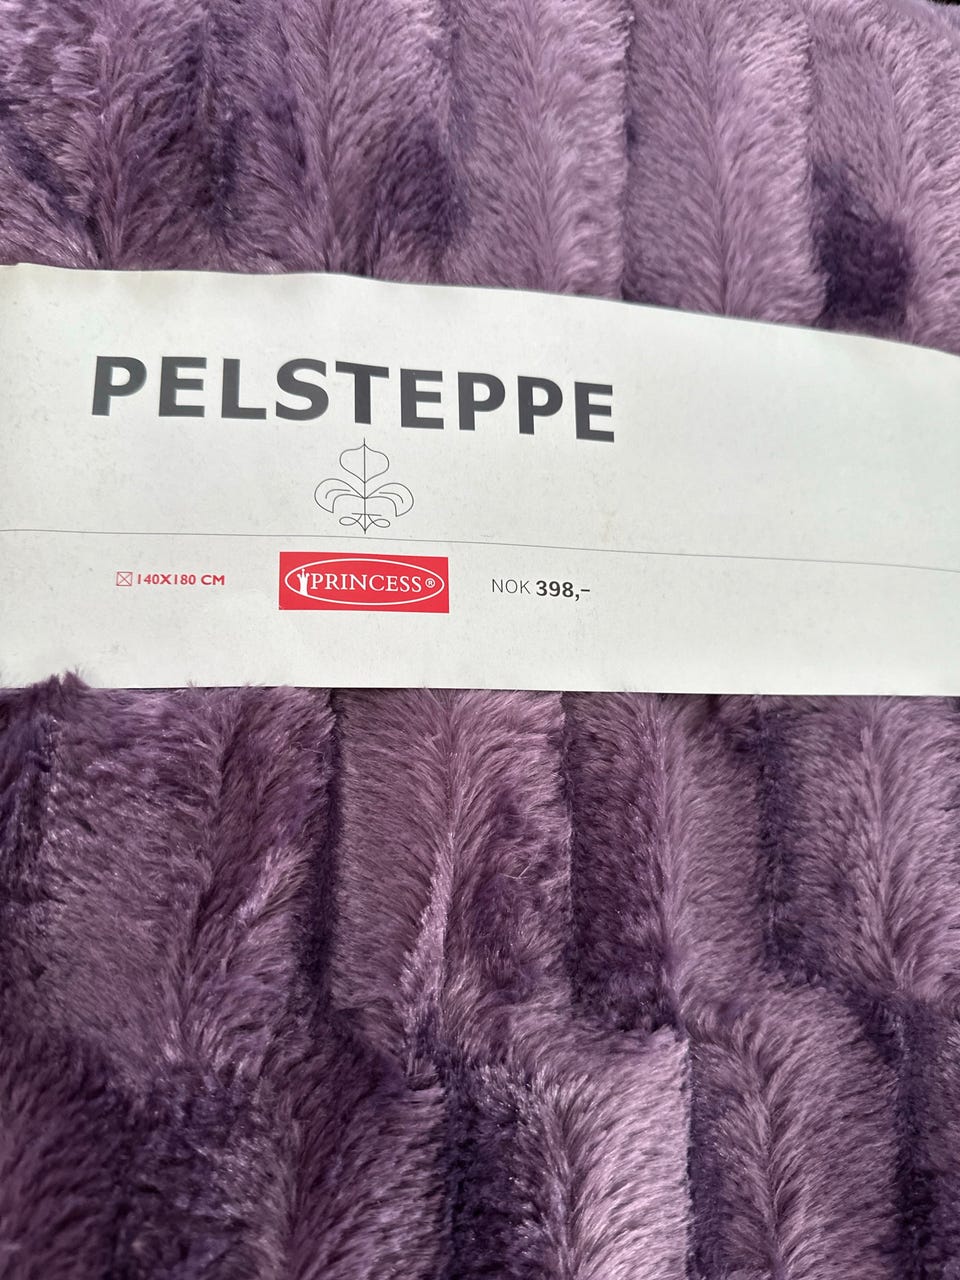 PELSTEPPE
140X180 CM
PRINCESS®
NOK 398,-